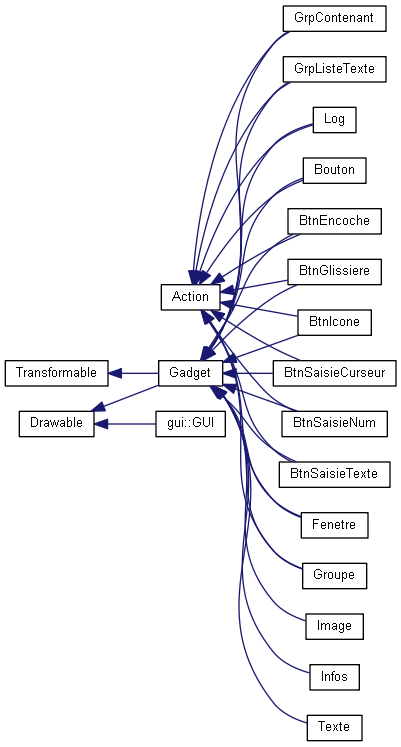 GrpContenant
GrpListeTexte
Log
Bouton
BtnEncoche
BtnGlissiere
Action
BtnIcone
Transformable
Gadget
BtnSaisieCurseur
Drawable
gui::GUI
BtnSaisieNum
BtnSaisieTexte
Fenetre
Groupe
Image
Infos
Texte